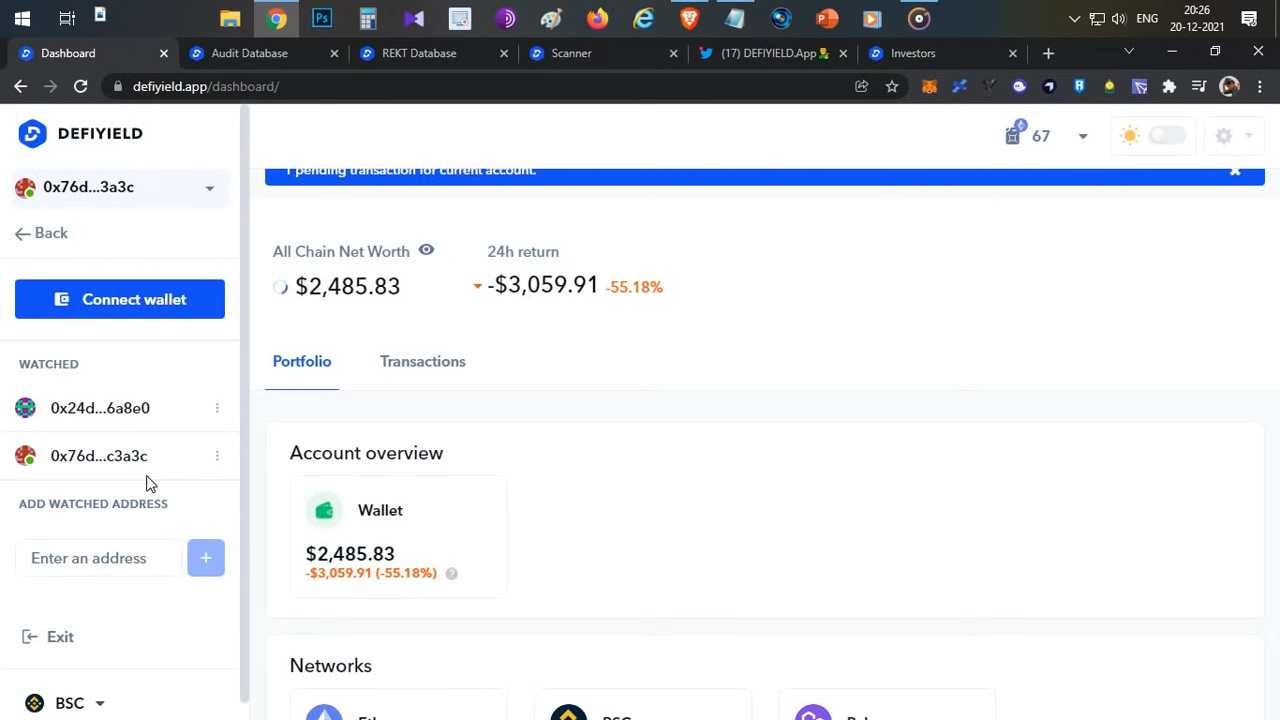 20:26
ENG
20-12-2021
Dashboard
Audit Database
REKT Database
Scanner
(17) DEFIYIELD.App
Investors
defiyield.app/dashboard/
DEFIYIELD
67
0x76d...3a3c
1 pending transaction for current account.
Back
All Chain Net Worth
24h return
$2,485.83
-$3,059.91 -55.18%
Connect wallet
Portfolio
Transactions
WATCHED
0x24d...6a8e0
0x76d...c3a3c
Account overview
Wallet
$2,485.83
-$3,059.91 (-55.18%)
?
ADD WATCHED ADDRESS
Enter an address
+
Exit
Networks
BSC
BSC